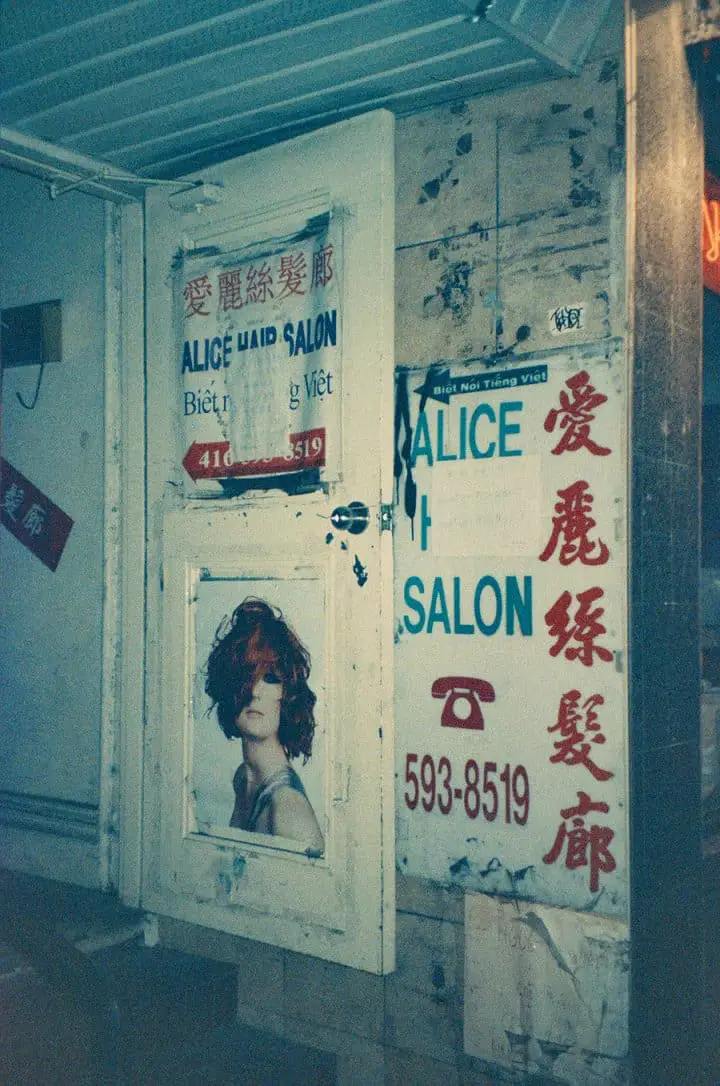 愛麗絲髮廊
ALICE HAIR SALON
Biết
g Việt
8519
髮廊
Biết Nói Tiếng Việt
ALICE
SALON
593-8519
愛麗絲髮廊